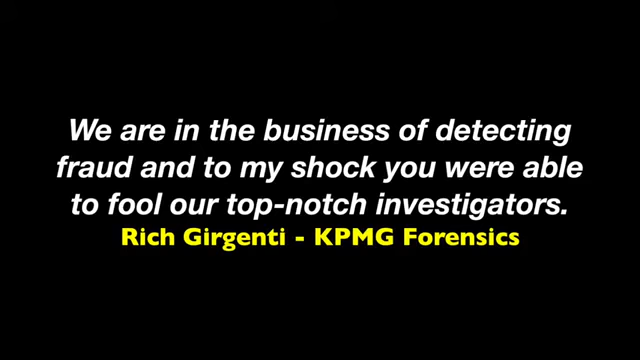 We are in the business of detecting
fraud and to my shock you were able
to fool our top-notch investigators.
Rich Girgenti - KPMG Forensics